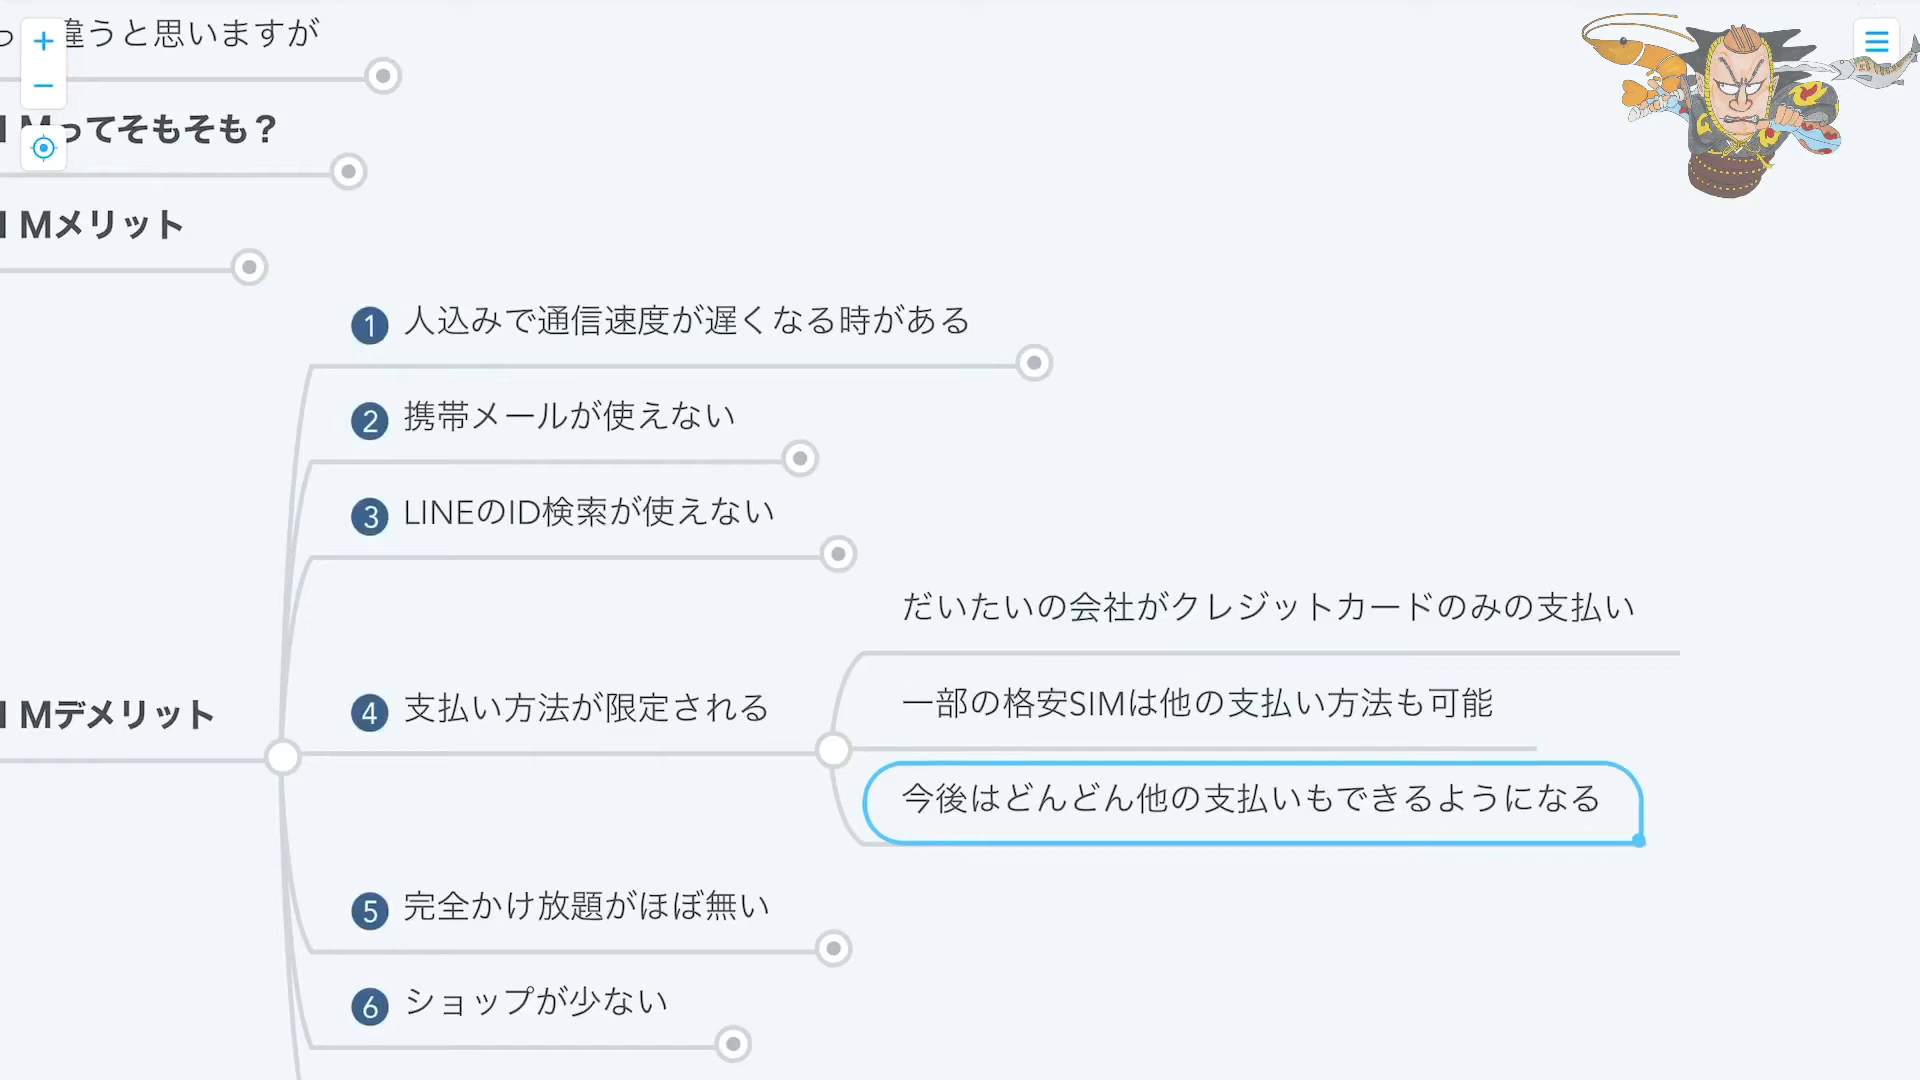 違うと思いますが
Mってそもそも？
I Mメリット
1 人込みで通信速度が遅くなる時がある
2 携帯メールが使えない
3 LINEのID検索が使えない
だいたいの会社がクレジットカードのみの支払い
一部の格安SIMは他の支払い方法も可能
4 支払い方法が限定される
I Mデメリット
今後はどんどん他の支払いもできるようになる
5 完全かけ放題がほぼ無い
6 ショップが少ない